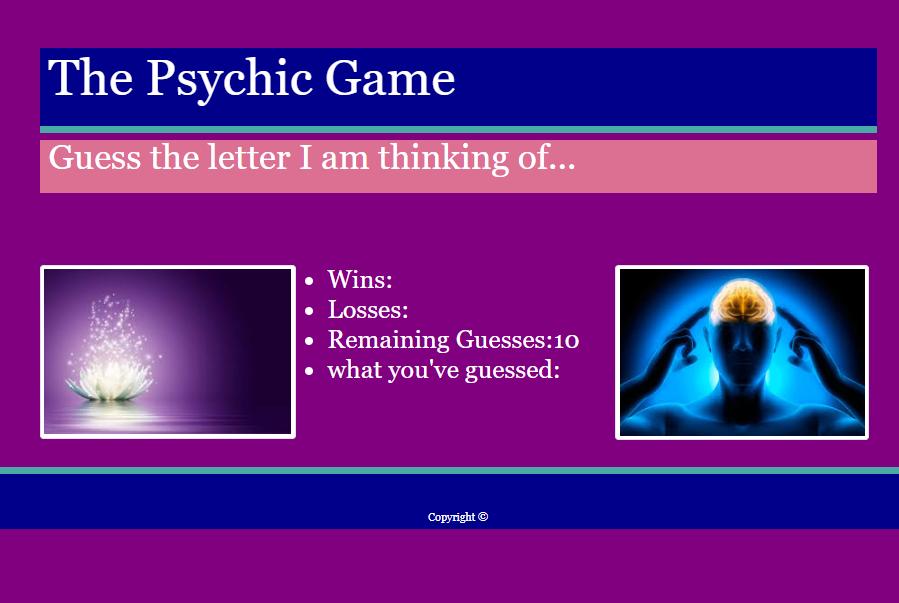 The Psychic Game
Guess the letter I am thinking of...
Wins:
Losses:
Remaining Guesses:10
what you've guessed:
Copyright ©